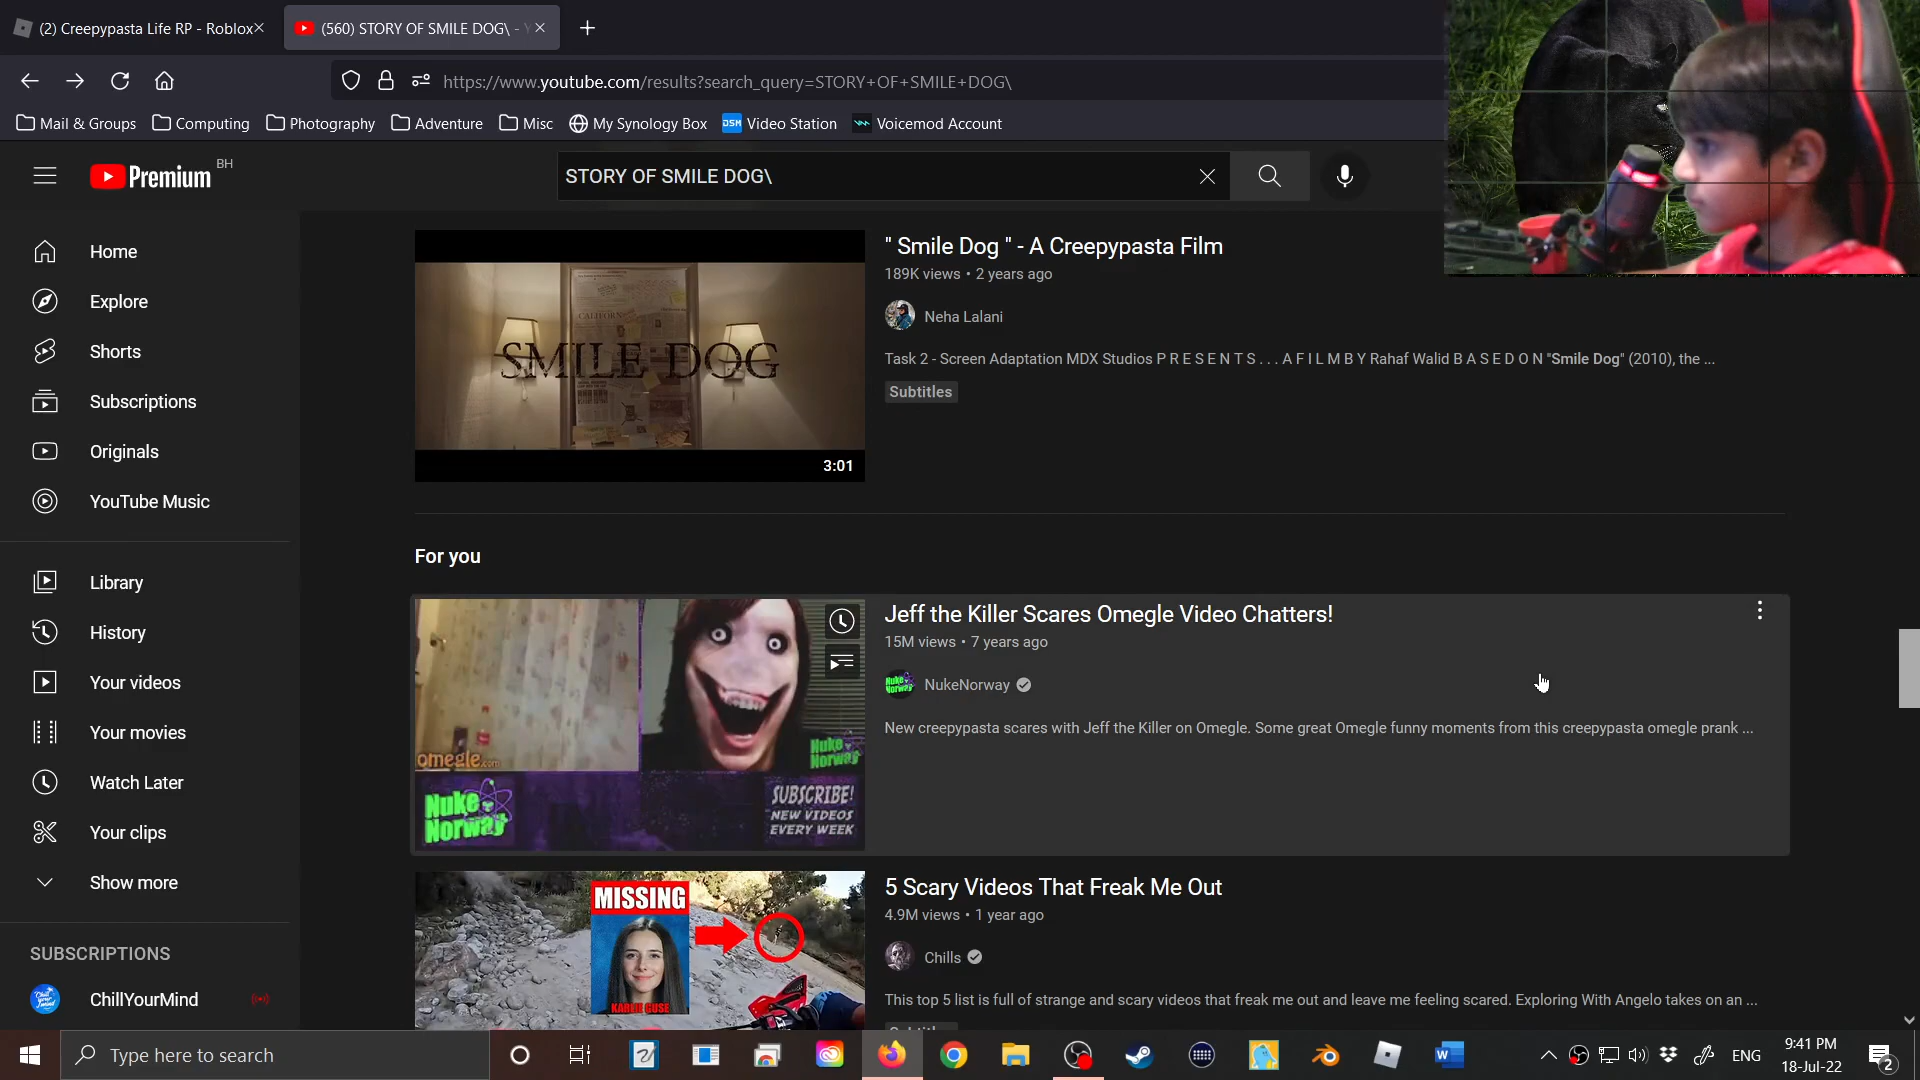 (2) Creepypasta Life RP - Roblox
(560) STORY OF SMILE DOG\ - Y
https://www.youtube.com/results?search_query=STORY+OF+SMILE+DOG\
Mail & Groups
Computing
Photography
Adventure
Misc
My Synology Box
DSM
Video Station
Voicemod Account
Premium
BH
STORY OF SMILE DOG\
Home
Explore
Shorts
Subscriptions
Originals
YouTube Music
Library
History
Your videos
Your movies
Watch Later
Your clips
Show more
SUBSCRIPTIONS
ChillYourMind
SMILE DOG
3:01
" Smile Dog " - A Creepypasta Film
189K views • 2 years ago
Neha Lalani
Task 2 - Screen Adaptation MDX Studios P R E S E N T S . . . A F I L M B Y Rahaf Walid B A S E D O N "Smile Dog" (2010), the ...
Subtitles
For you
omegle.com
Nuke Norway
Nuke
Norway
SUBSCRIBE!
NEW VIDEOS
EVERY WEEK
Jeff the Killer Scares Omegle Video Chatters!
15M views • 7 years ago
NukeNorway
New creepypasta scares with Jeff the Killer on Omegle. Some great Omegle funny moments from this creepypasta omegle prank ...
MISSING
KARLIE GUSE
5 Scary Videos That Freak Me Out
4.9M views • 1 year ago
Chills
This top 5 list is full of strange and scary videos that freak me out and leave me feeling scared. Exploring With Angelo takes on an ...
Type here to search
ENG
9:41 PM
18-Jul-22
2